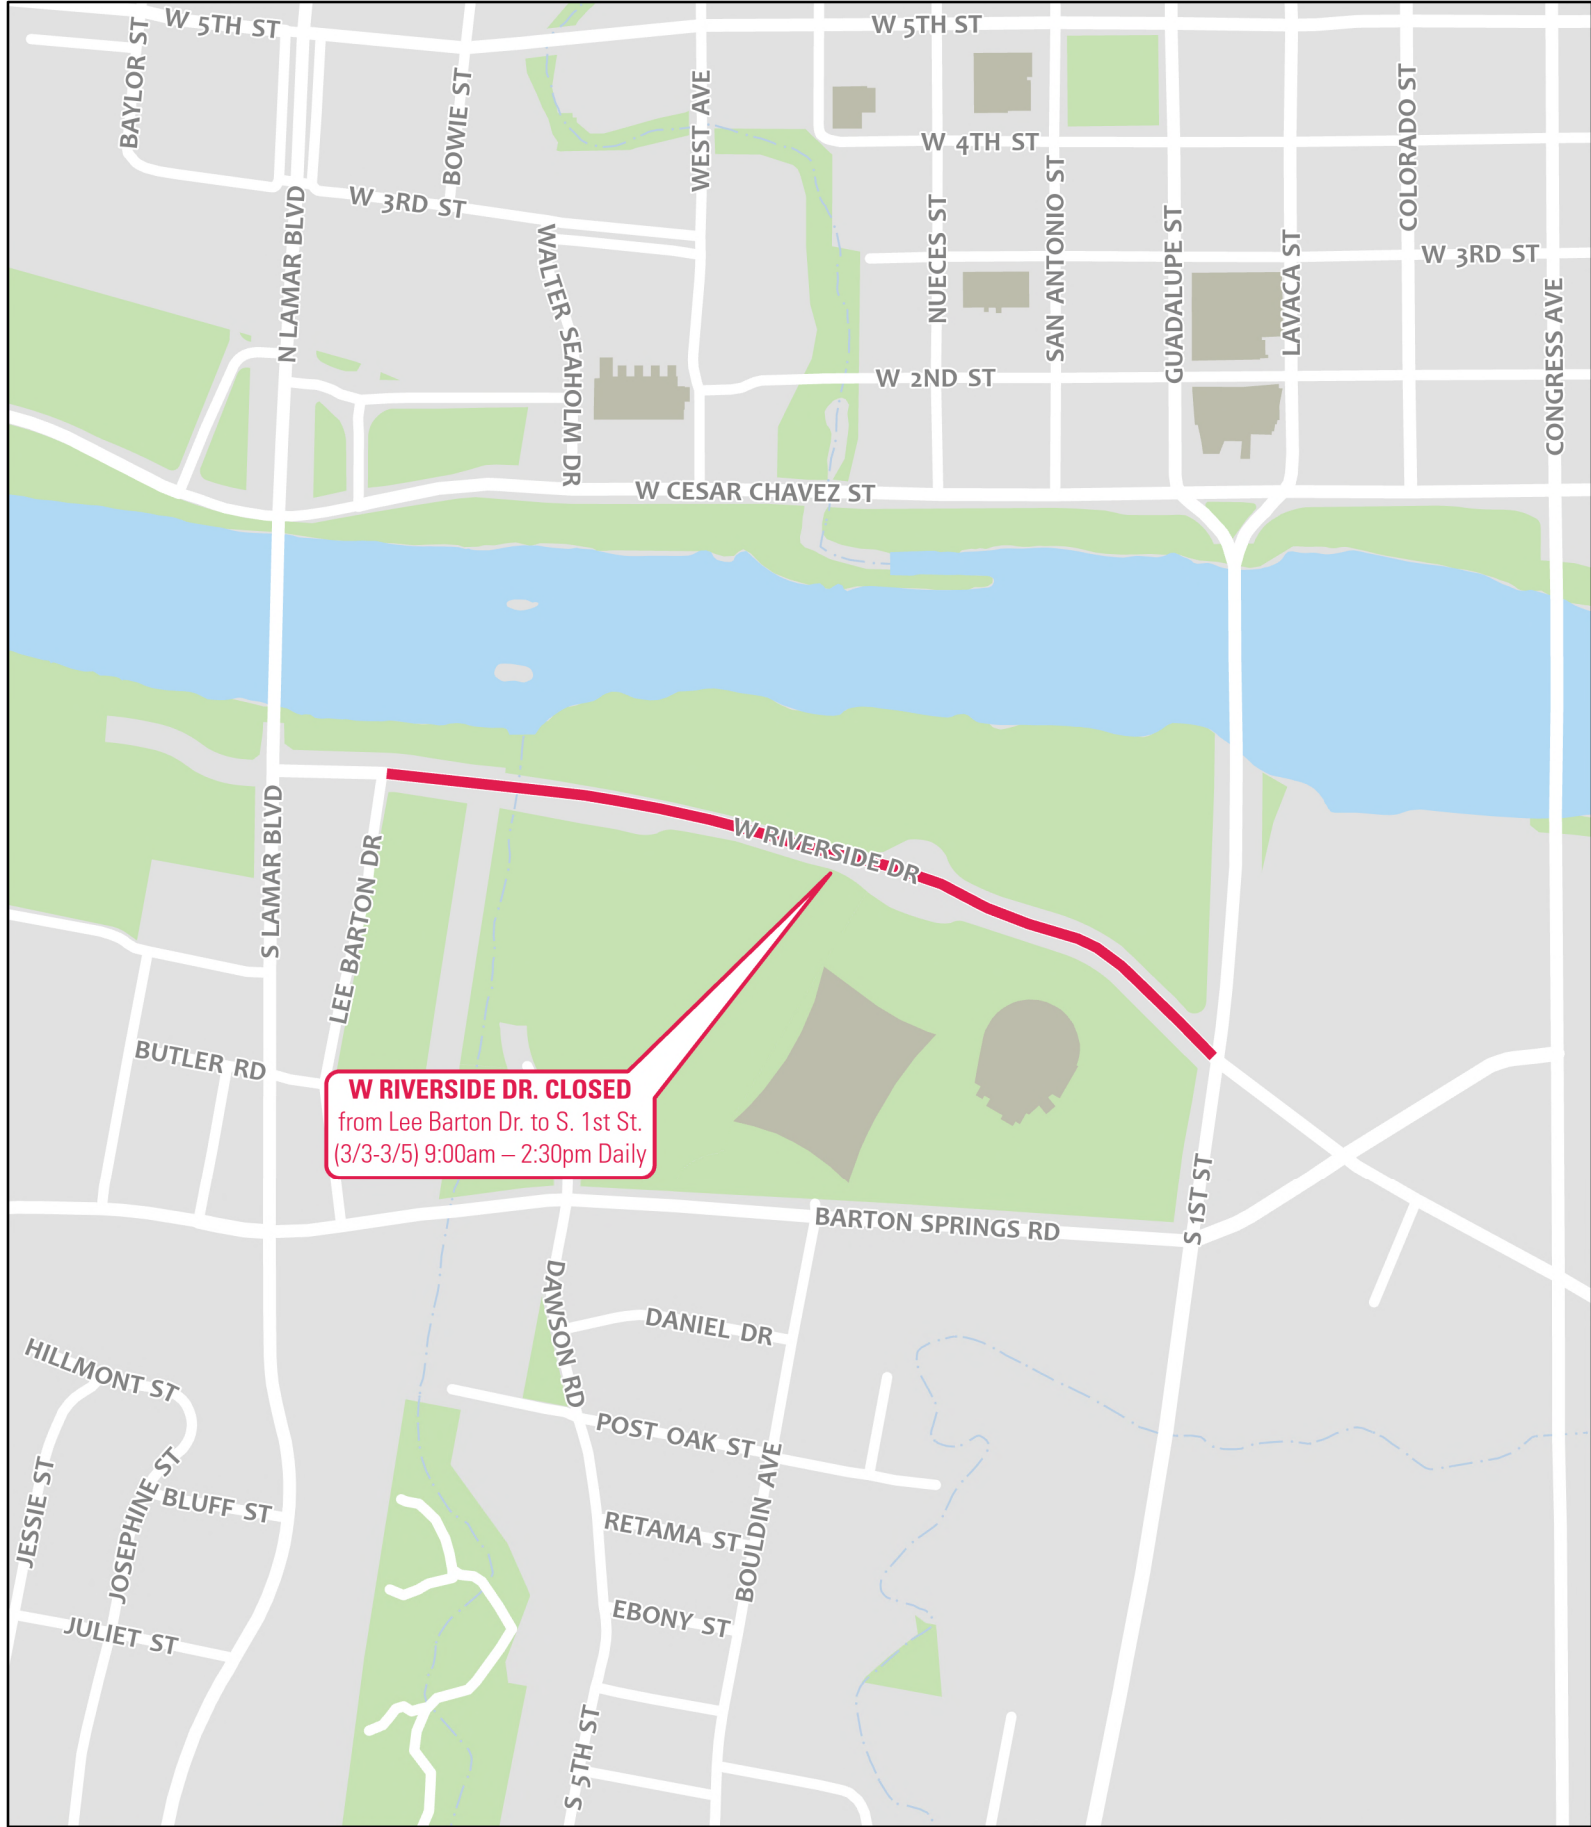 W 5TH ST
W 5TH ST
BAYLOR ST
BOWIE ST
WEST AVE
COLORADO ST
W 4TH ST
W 3RD ST
N LAMAR BLVD
NUECES ST
SAN ANTONIO ST
GUADALUPE ST
LAVACA ST
W 3RD ST
WALTER SEAHOLM DR
CONGRESS AVE
W 2ND ST
W CESAR CHAVEZ ST
S LAMAR BLVD
LEE BARTON DR
W RIVERSIDE DR
BUTLER RD
W RIVERSIDE DR. CLOSED
from Lee Barton Dr. to S. 1st St.
(3/3-3/5) 9:00am – 2:30pm Daily
S 1ST ST
BARTON SPRINGS RD
DAWSON RD
DANIEL DR
HILLMONT ST
POST OAK ST
BOULDIN AVE
JESSIE ST
JOSEPHINE ST
BLUFF ST
RETAMA ST
EBONY ST
JULIET ST
S 5TH ST